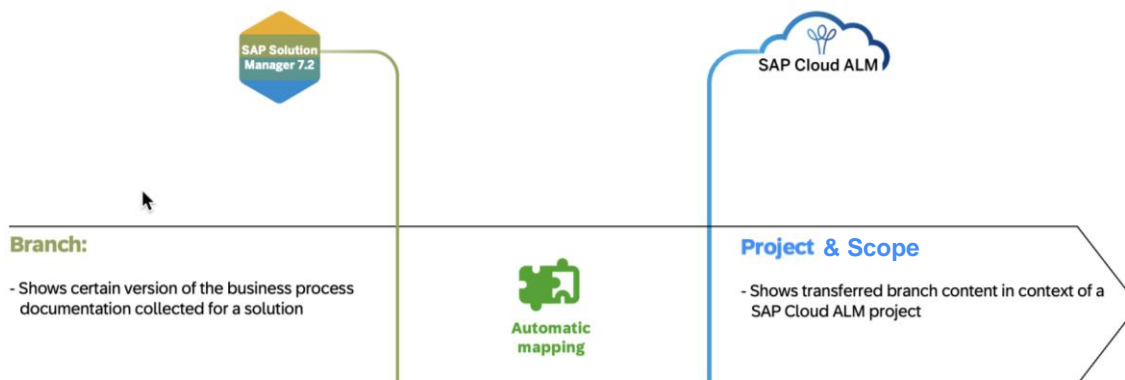 SAP Solution
Manager 7.2
SAP Cloud ALM
Branch:
- Shows certain version of the business process
documentation collected for a solution
Automatic
mapping
Project & Scope
- Shows transferred branch content in context of a
SAP Cloud ALM project